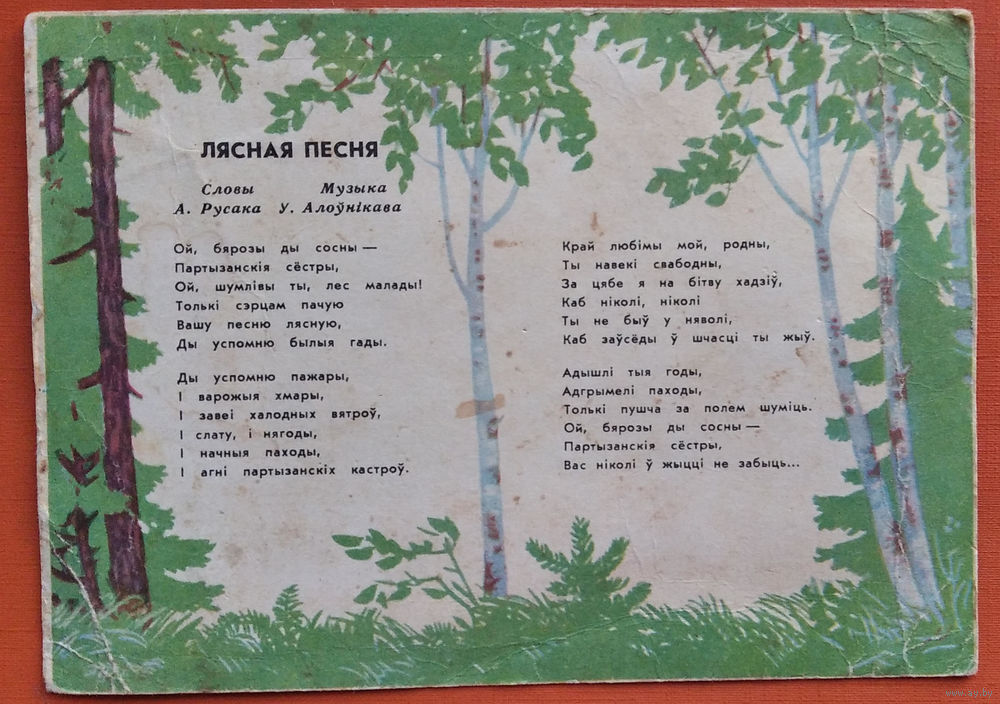 ЛЯСНАЯ ПЕСНЯ
Словы Музыка
А. Русака У. Алоўнікава
Ой, бярозы ды сосны —
Партызанскія сёстры,
Ой, шумлівы ты, лес малады!
Толькі сэрцам пачую
Вашу песню лясную,
Ды успомню былыя гады.
Ды успомню пажары,
І варожыя хмары,
І завеі халодных вятроў,
І слату, і нягоды,
І начныя паходы,
І агні партызанскіх кастроў.
Край любімы мой, родны,
Ты навекі свабодны,
За цябе я на бітву хадзіў,
Каб ніколі, ніколі
Ты не быў у няволі,
Каб заўсёды ў шчасці ты жыў.
Адышлі тыя годы,
Адгрымелі паходы,
Толькі пушча за полем шуміць.
Ой, бярозы ды сосны —
Партызанскія сёстры,
Вас ніколі ў жыцці не забыць...
www.ay.by